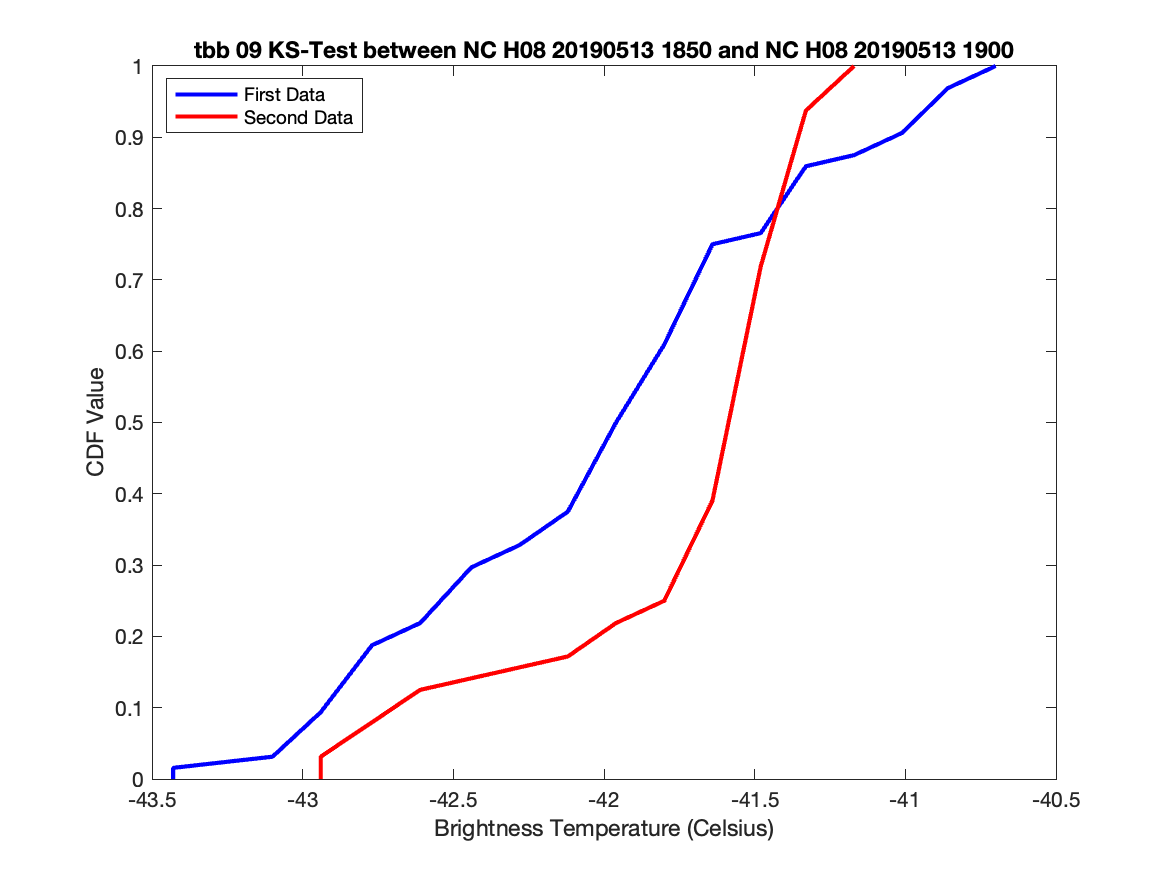 tbb 09 KS-Test between NC H08 20190513 1850 and NC H08 20190513 1900
First Data
Second Data
1
0.9
0.8
0.7
0.6
0.5
0.4
0.3
0.2
0.1
0
CDF Value
-43.5 -43 -42.5 -42 -41.5 -41 -40.5
Brightness Temperature (Celsius)